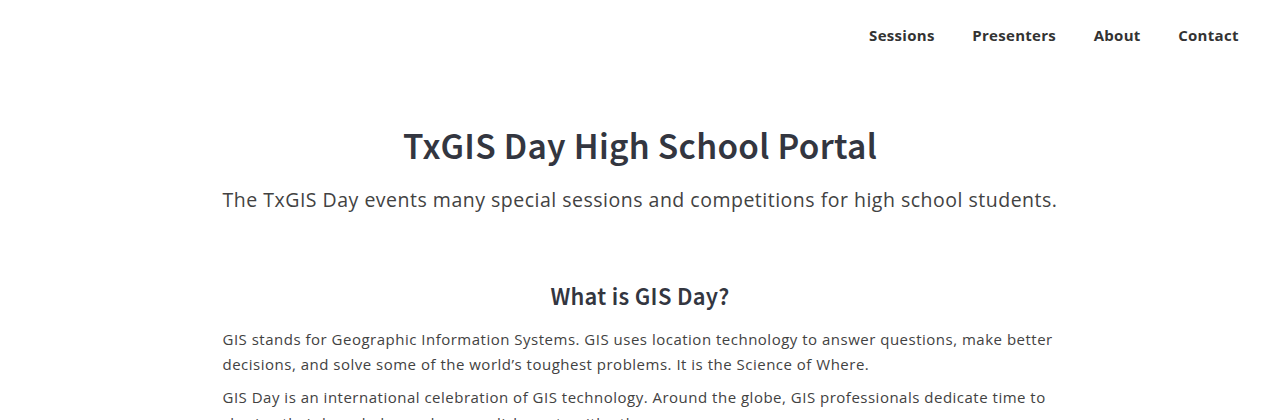 Sessions Presenters About Contact
TxGIS Day High School Portal
The TxGIS Day events many special sessions and competitions for high school students.
What is GIS Day?
GIS stands for Geographic Information Systems. GIS uses location technology to answer questions, make better
decisions, and solve some of the world’s toughest problems. It is the Science of Where.
GIS Day is an international celebration of GIS technology. Around the globe, GIS professionals dedicate time to